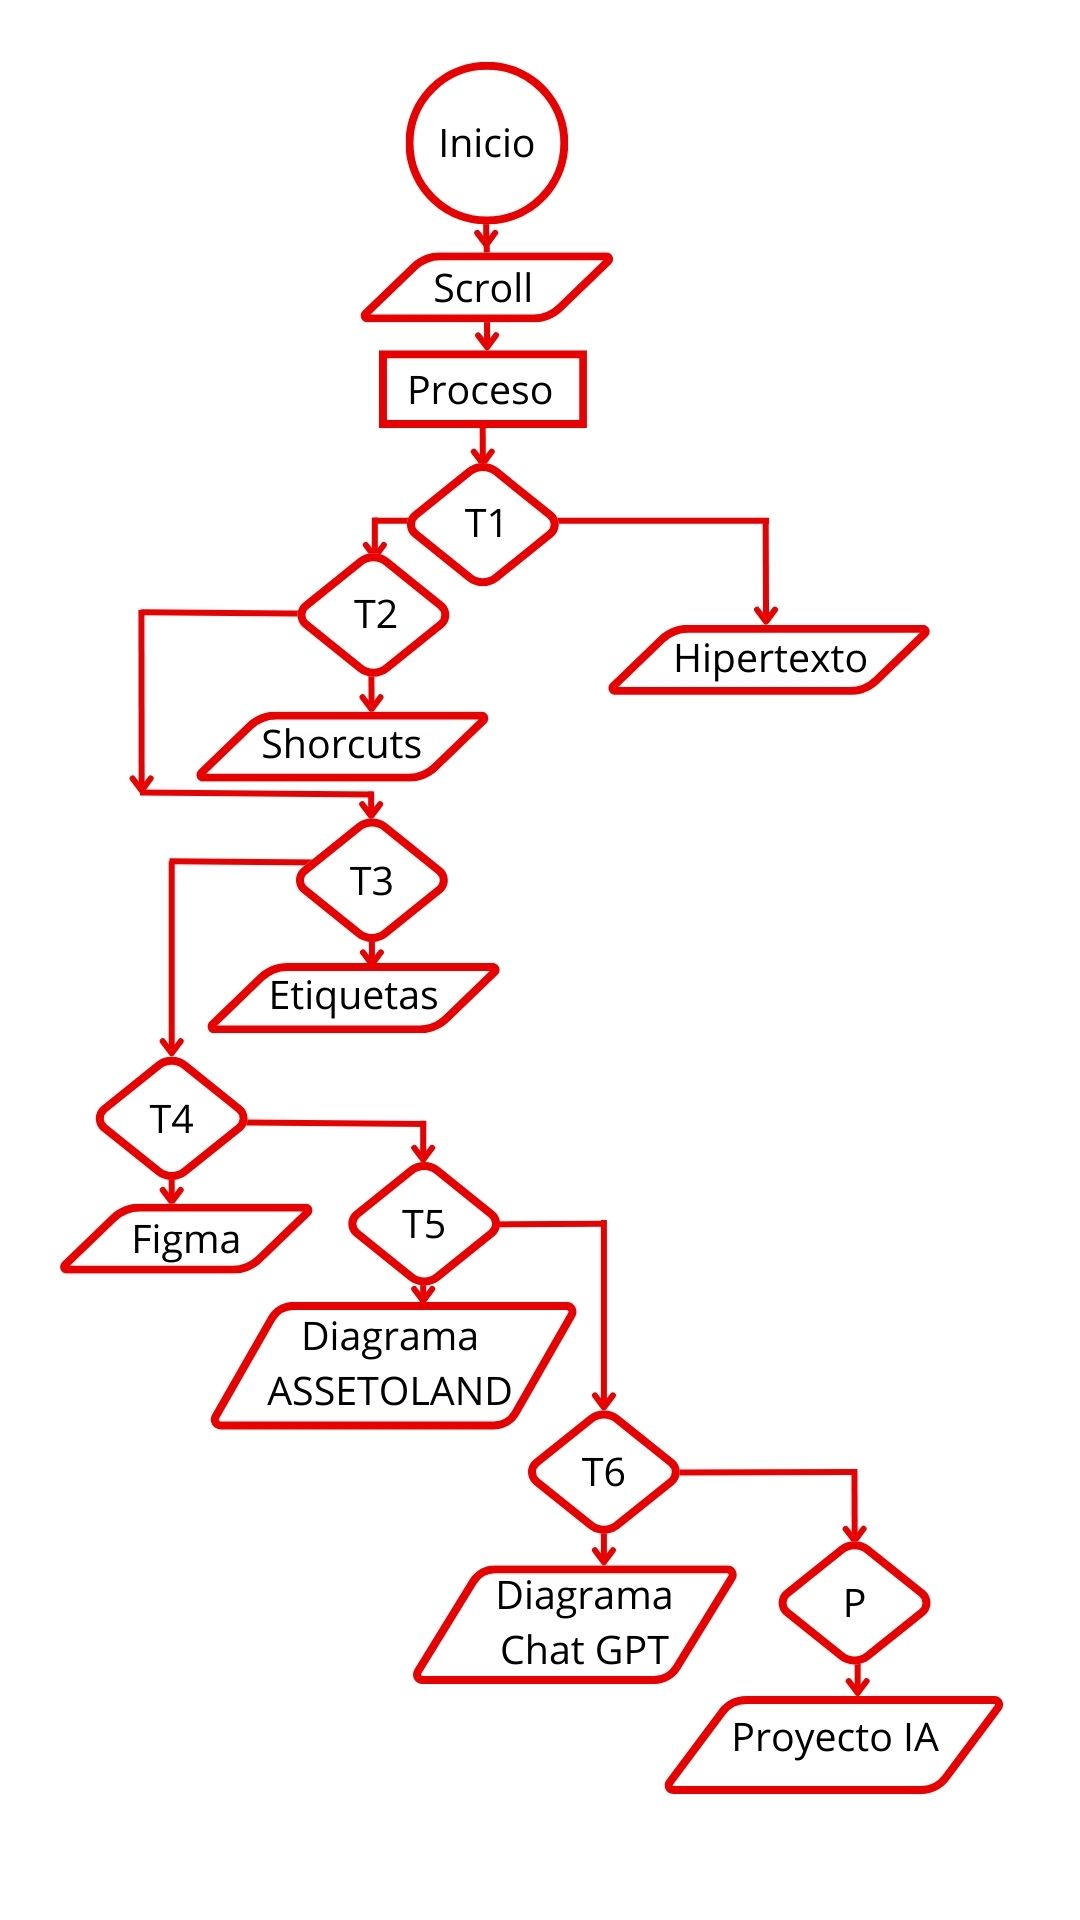 Inicio
Scroll
Proceso
T1
T2
Hipertexto
Shorcuts
T3
Etiquetas
T4
T5
Figma
Diagrama
ASSETOLAND
T6
Diagrama
Chat GPT
P
Proyecto IA